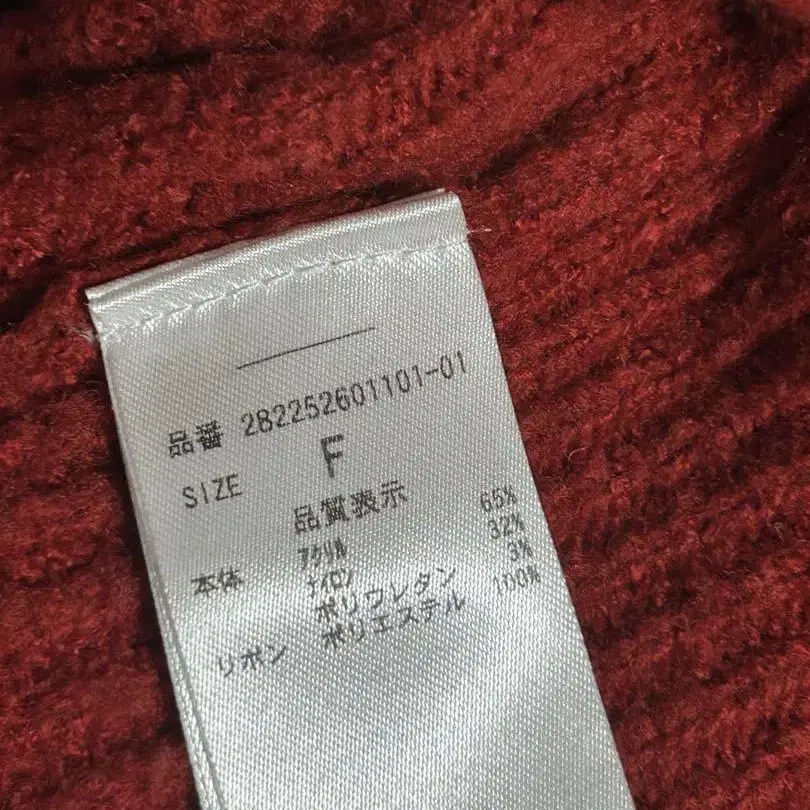 品番 282252601101-01
SIZE F
品質表示
本体 アクリル 65%
ナイロン 32%
ポリウレタン 3%
リボン ポリエステル 100%